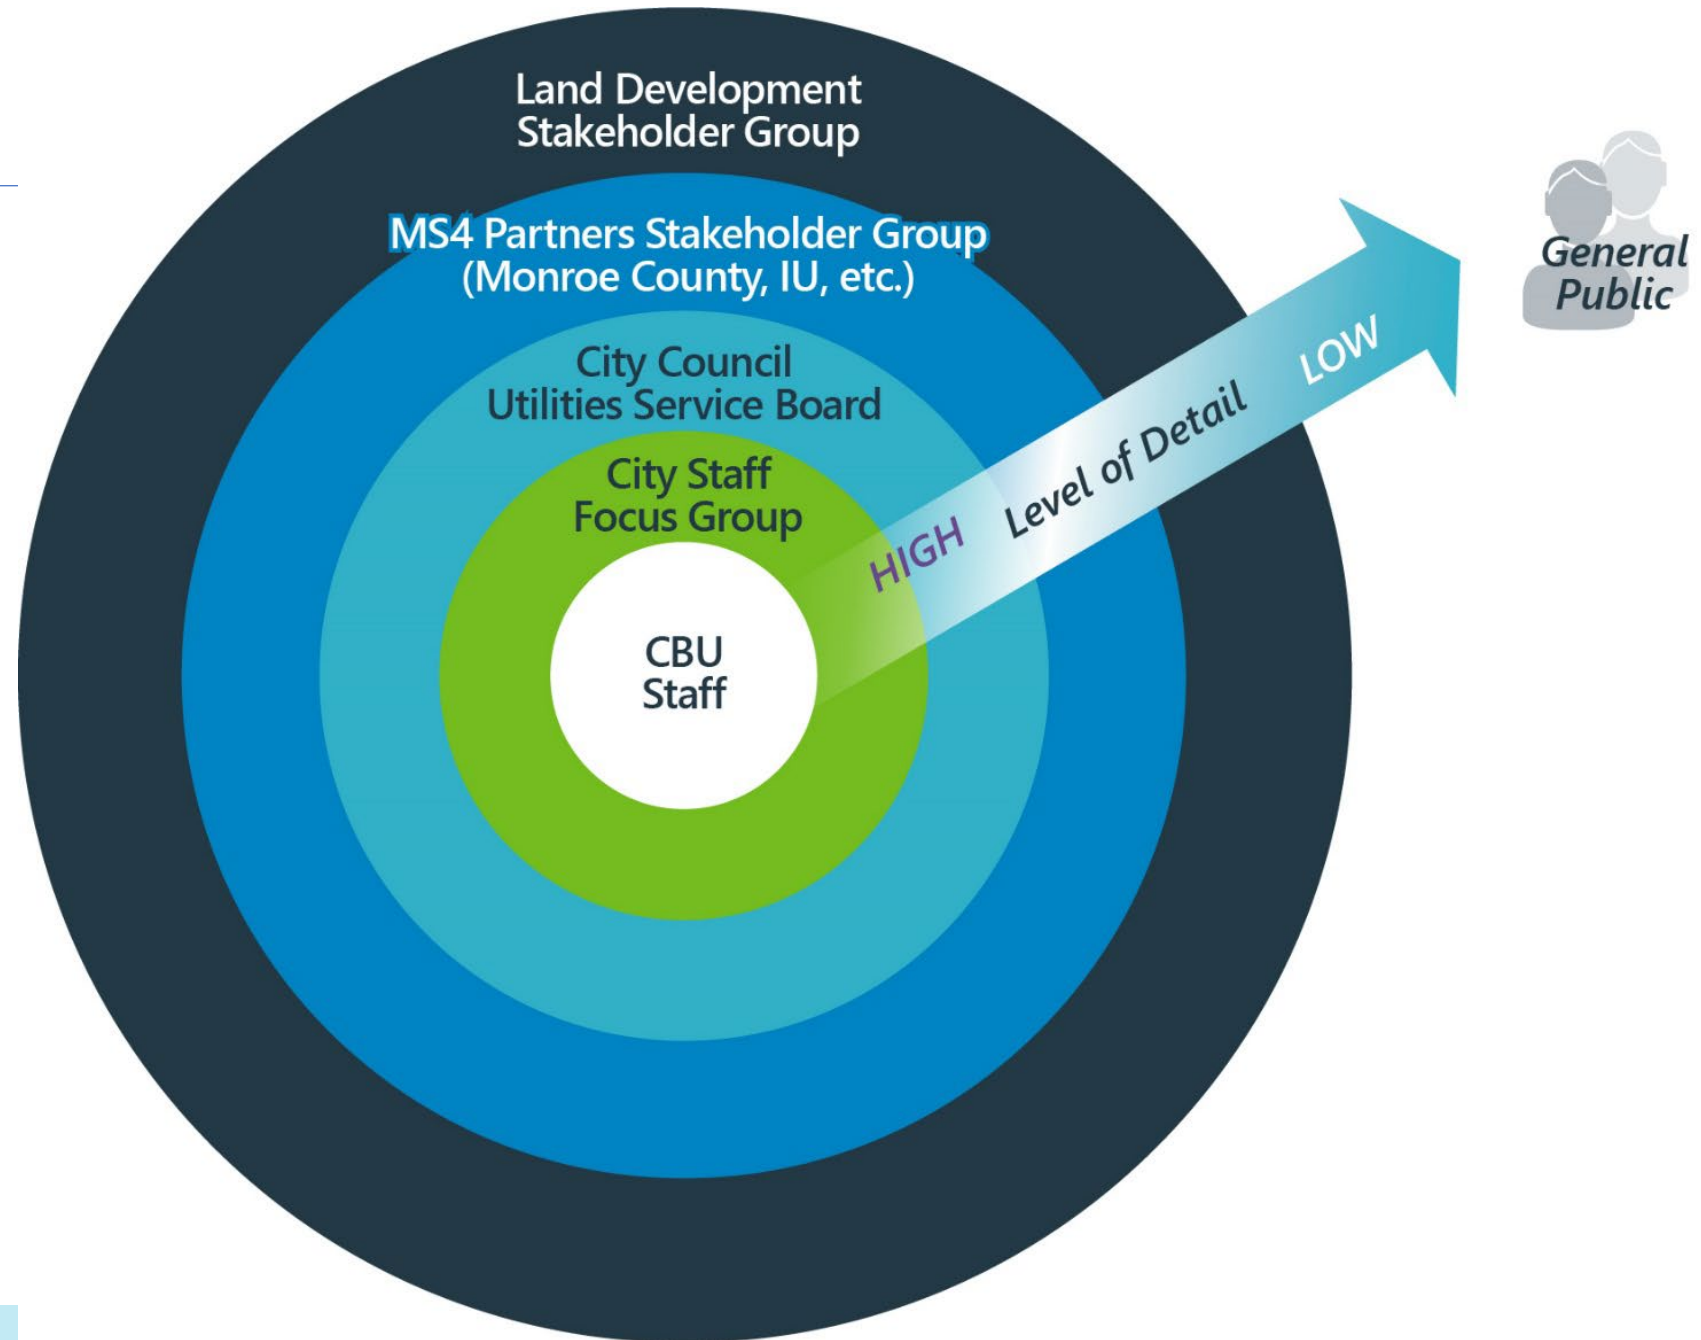 Land Development
Stakeholder Group
MS4 Partners Stakeholder Group
(Monroe County, IU, etc.)
City Council
Utilities Service Board
City Staff
Focus Group
CBU
Staff
HIGH Level of Detail LOW
General
Public